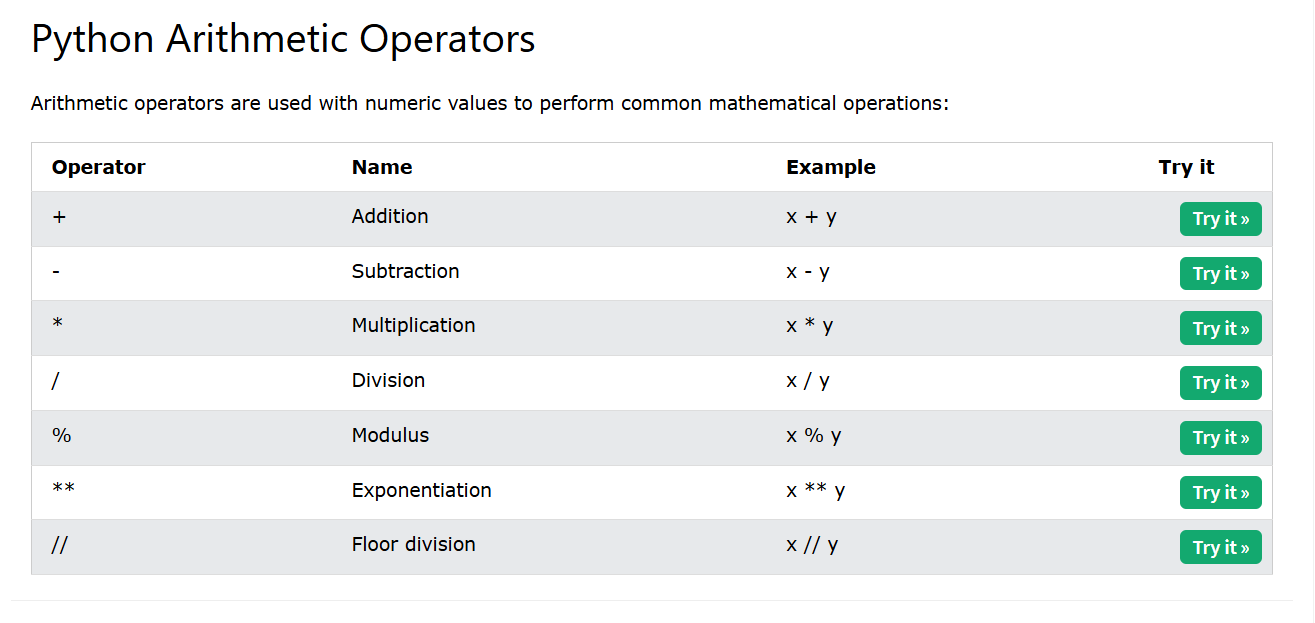 Python Arithmetic Operators
Arithmetic operators are used with numeric values to perform common mathematical operations:
Operator Name Example Try it
+ Addition x + y Try it »
- Subtraction x - y Try it »
* Multiplication x * y Try it »
/ Division x / y Try it »
% Modulus x % y Try it »
** Exponentiation x ** y Try it »
// Floor division x // y Try it »